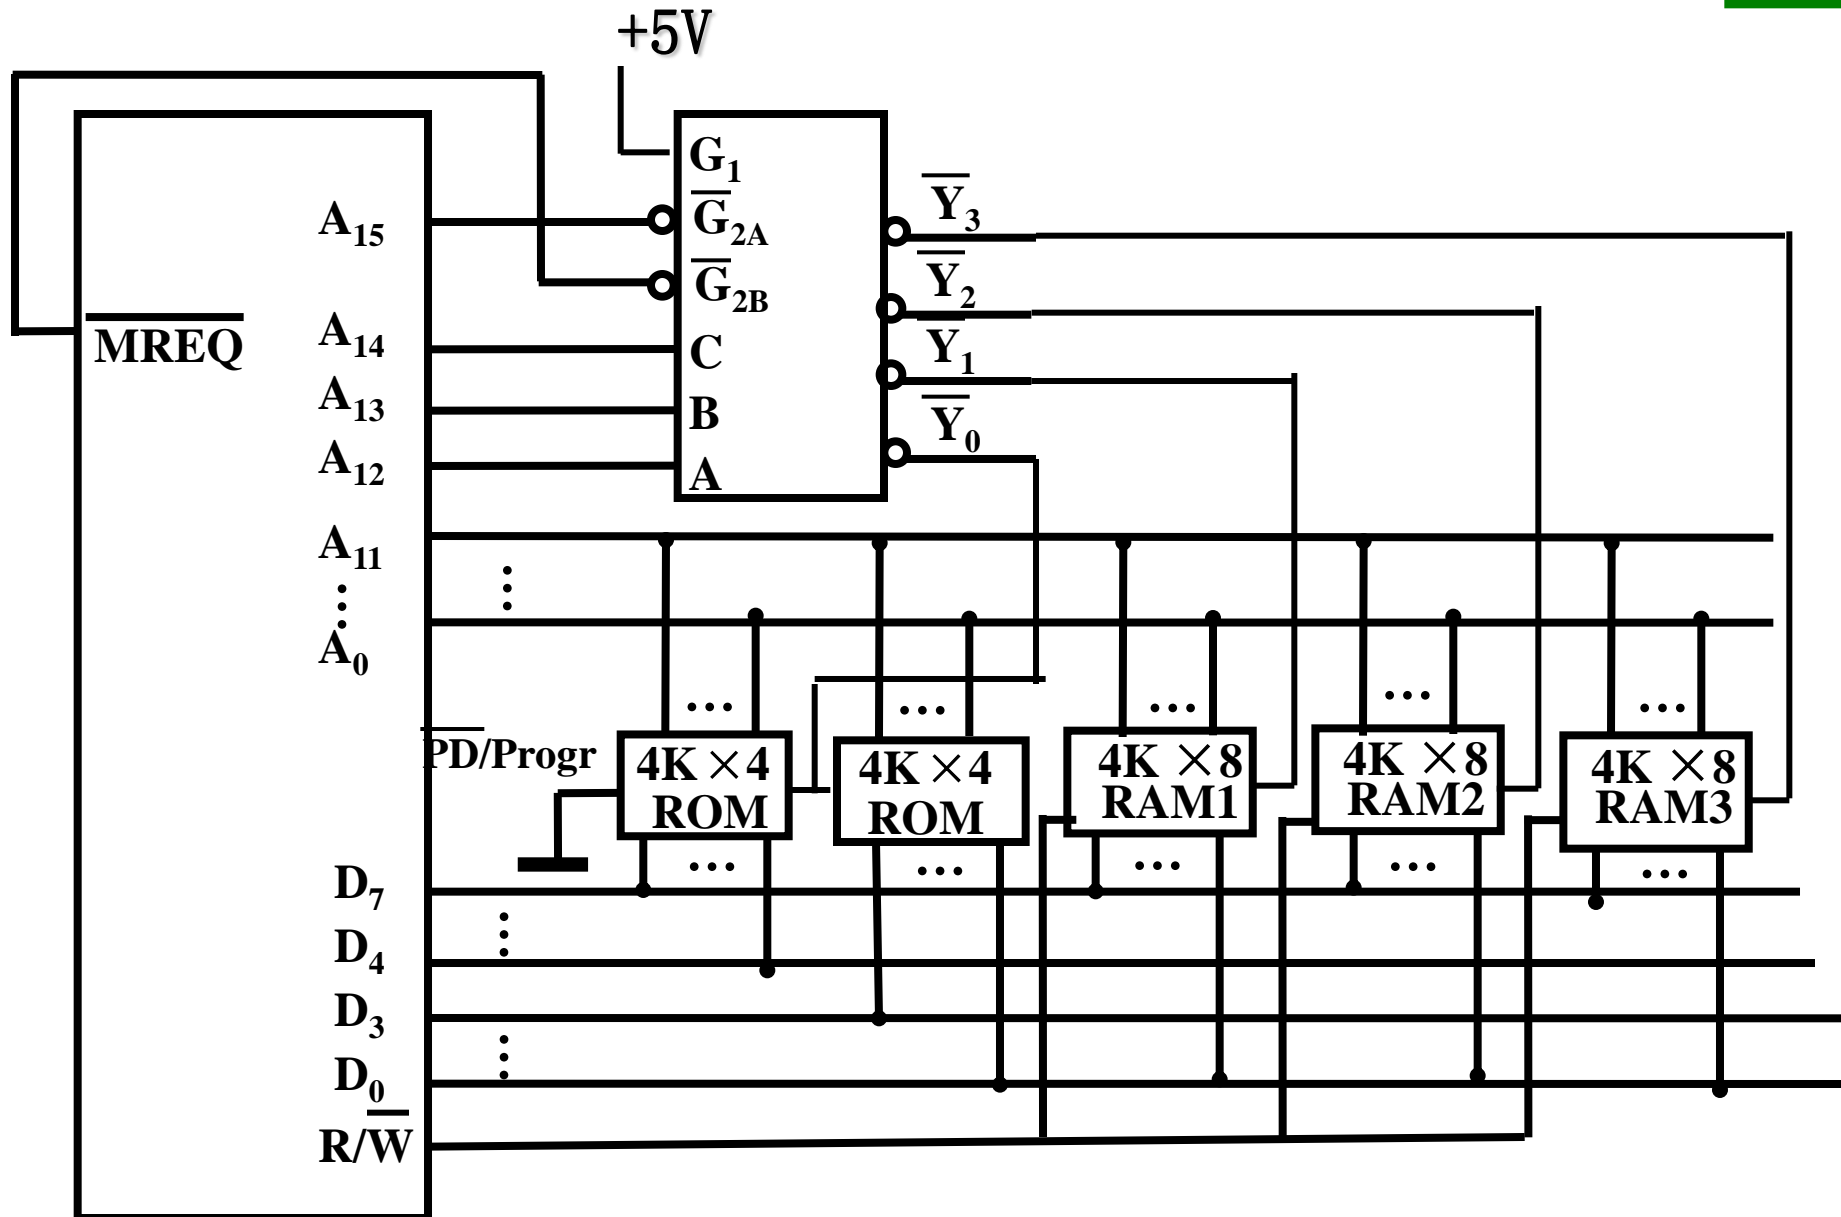 +5V
G1
G2A
G2B
C
B
A
Y3
Y2
Y1
Y0
A15
MREQ
A14
A13
A12
A11
⋮
A0
PD/Progr
4K×4
ROM
4K×4
ROM
4K×8
RAM1
4K×8
RAM2
4K×8
RAM3
D7
D4
D3
D0
R/W